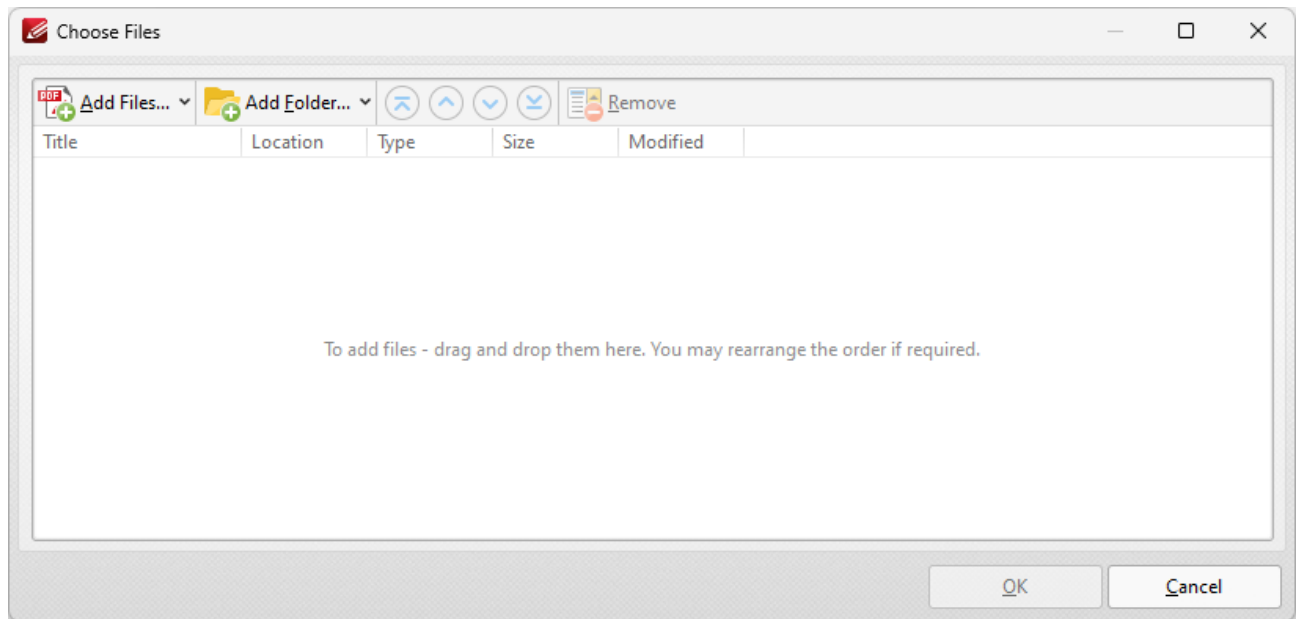 Choose Files
PDF Add Files... Add Folder... Remove
Title Location Type Size Modified
To add files - drag and drop them here. You may rearrange the order if required.
OK Cancel